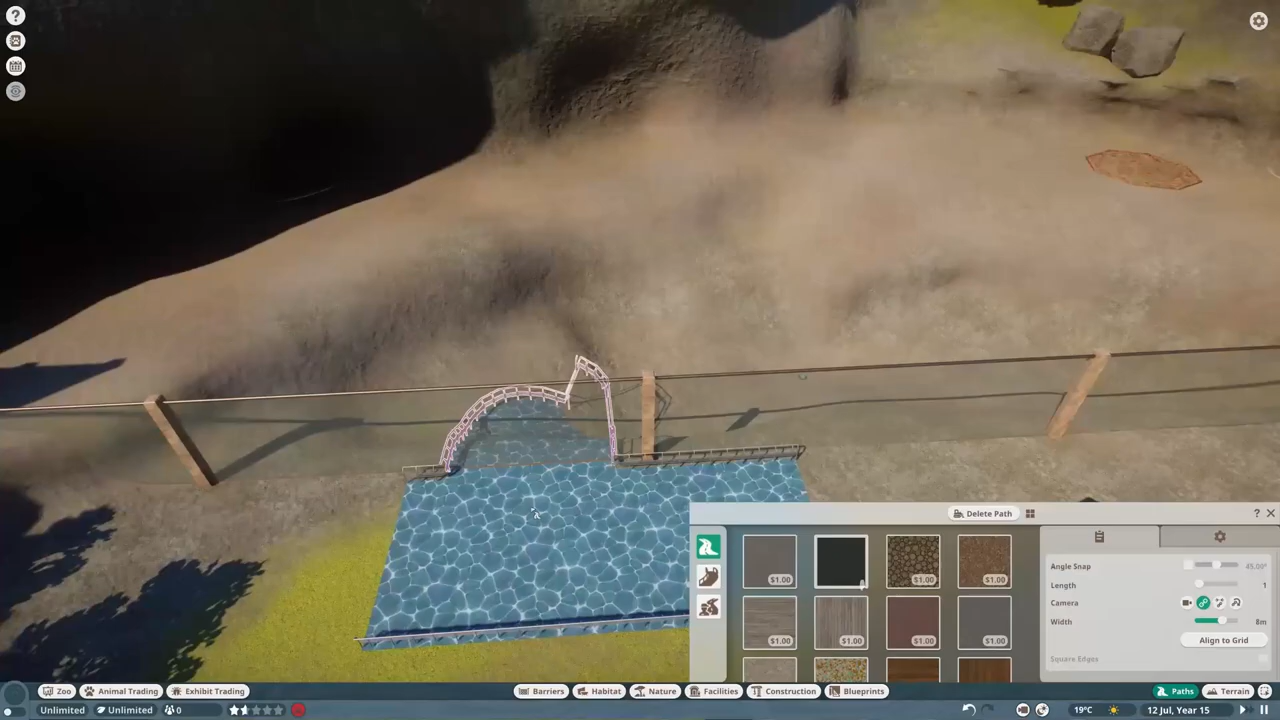 ?
Delete Path
?
$1.00
$1.00
$1.00
$1.00
$1.00
$1.00
$1.00
Angle Snap 45.00°
Length 1
Camera
Width 8m
Align to Grid
Square Edges
Zoo Animal Trading Exhibit Trading Barriers Habitat Nature Facilities Construction Blueprints Paths Terrain
Unlimited Unlimited 0 19°C 12 Jul, Year 15